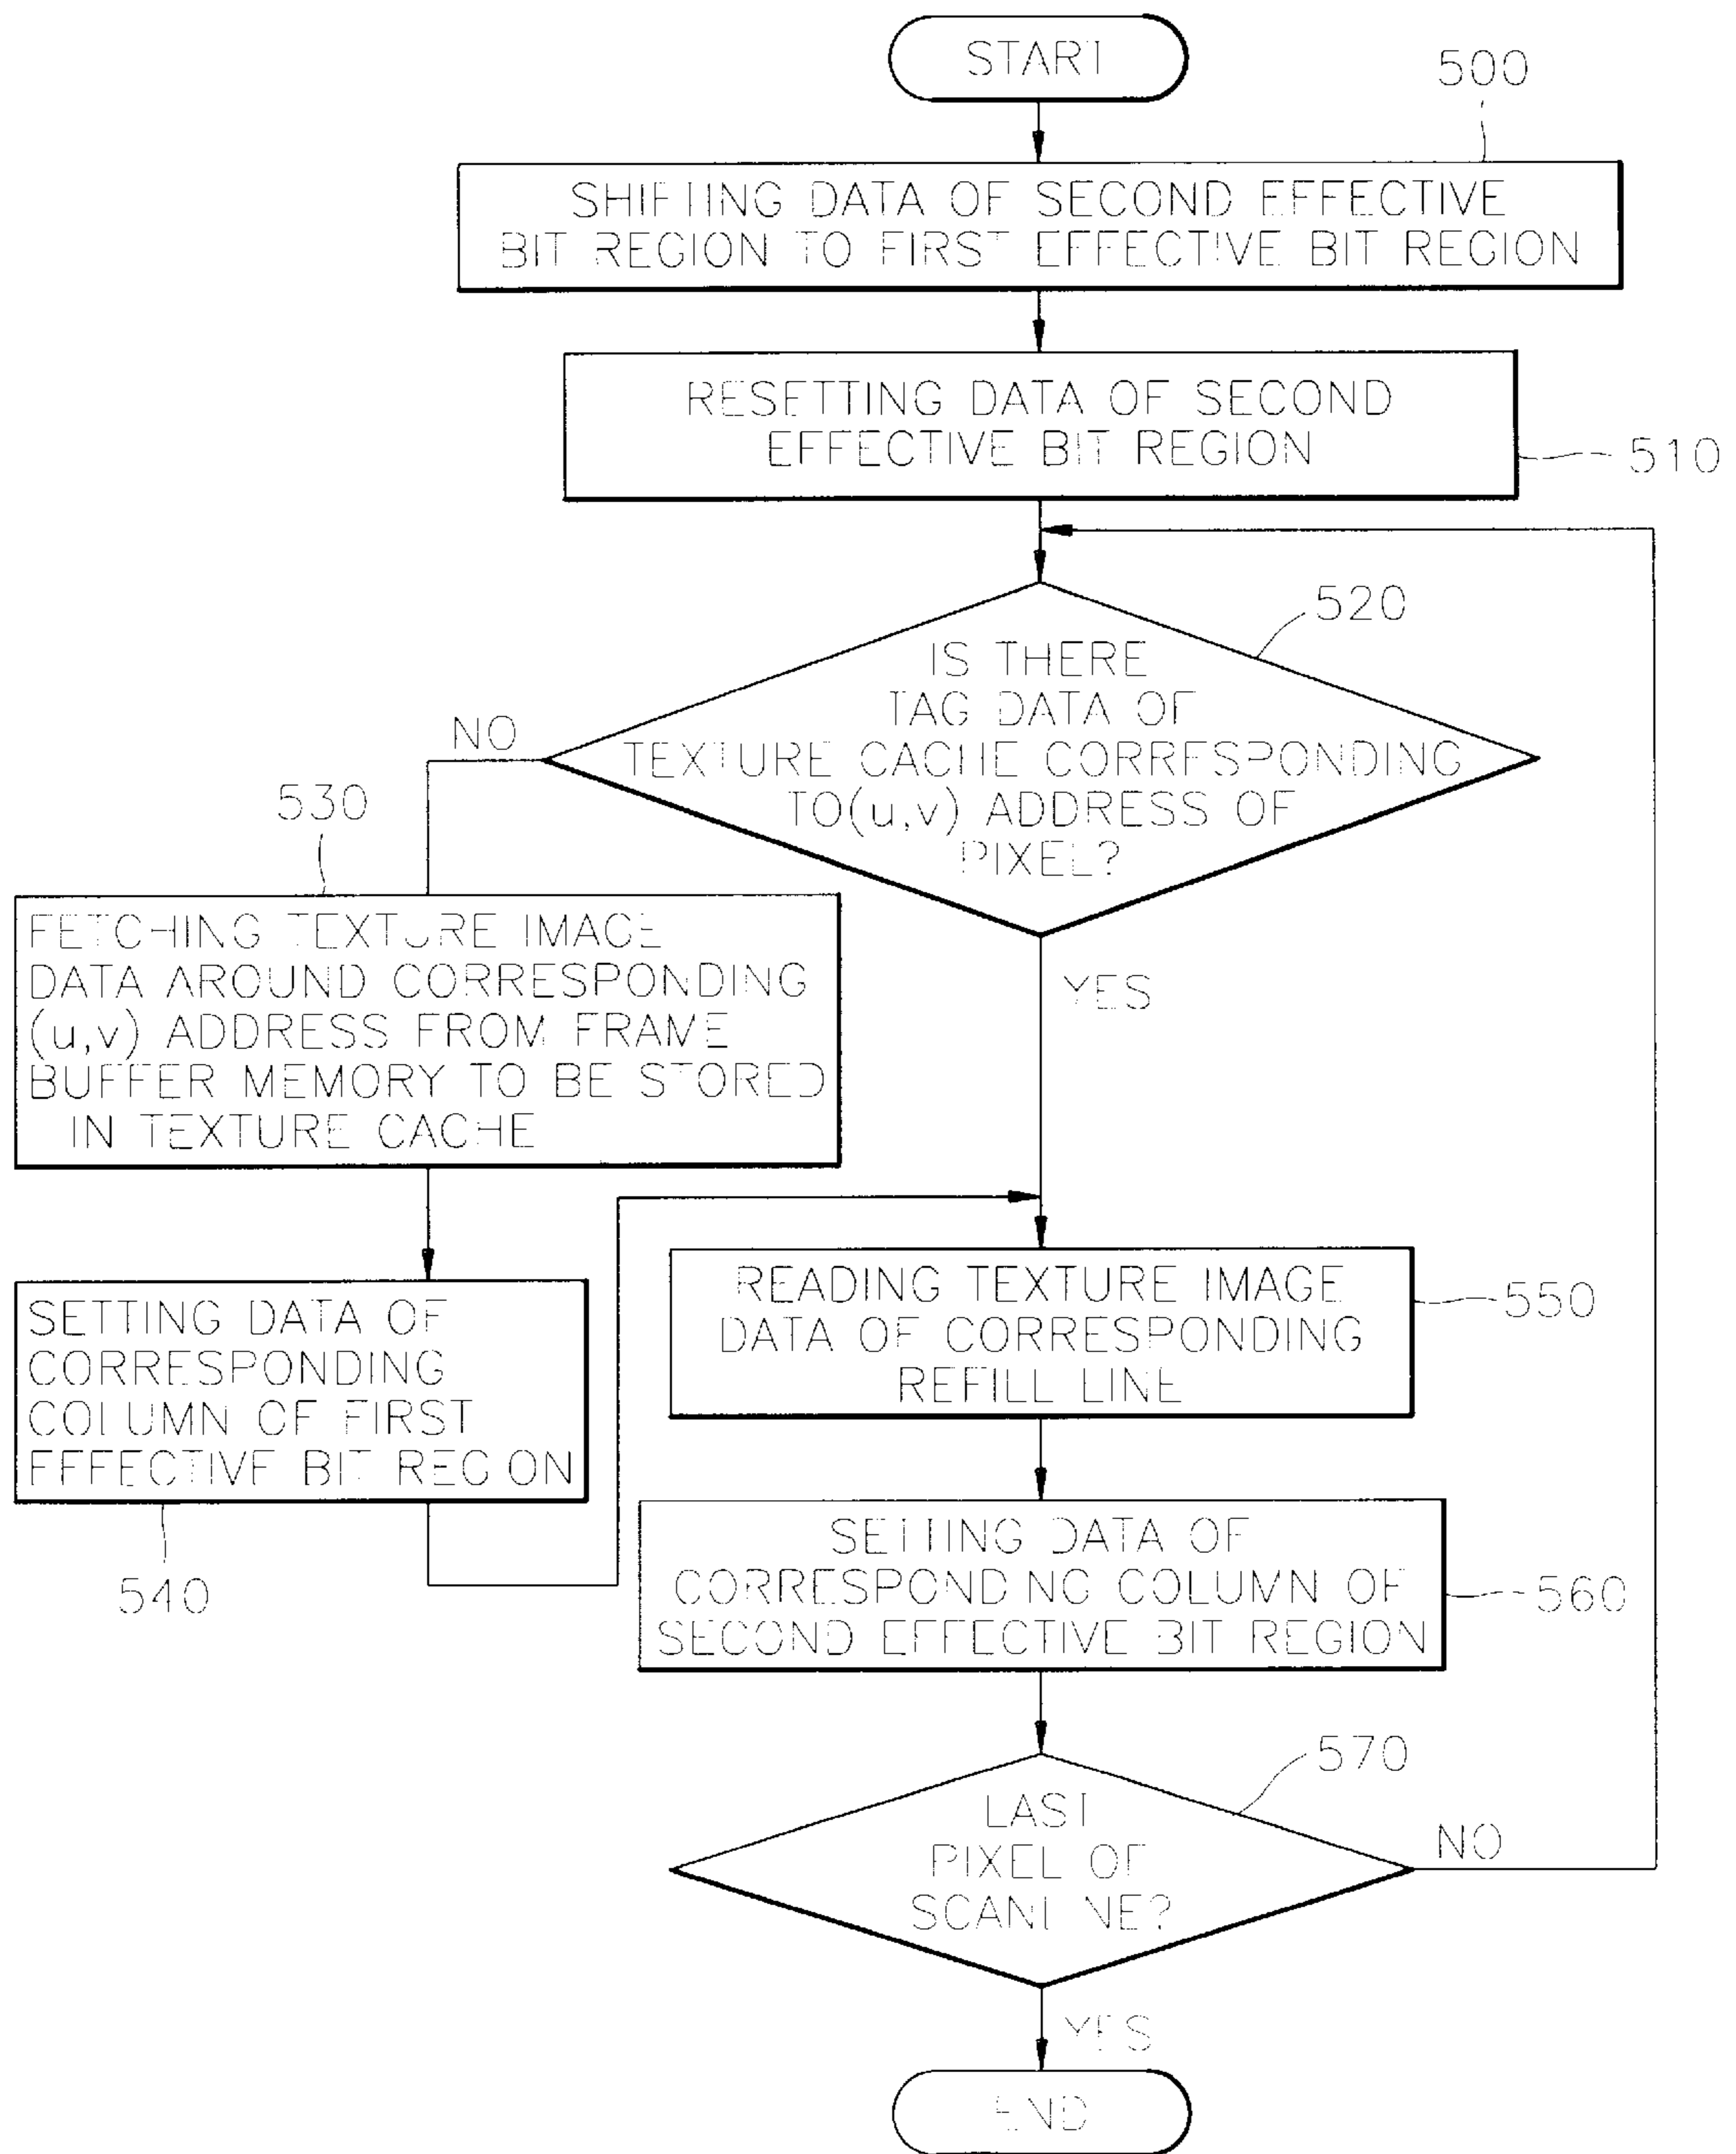 START
500
SHIFTING DATA OF SECOND EFFECTIVE
BIT REGION TO FIRST EFFECTIVE BIT REGION
RESETTING DATA OF SECOND
EFFECTIVE BIT REGION
510
520
IS THERE
TAG DATA OF
TEXTURE CACHE CORRESPONDING
TO(u,v) ADDRESS OF
PIXEL?
NO
YES
530
FETCHING TEXTURE IMAGE
DATA AROUND CORRESPONDING
(u,v) ADDRESS FROM FRAME
BUFFER MEMORY TO BE STORED
IN TEXTURE CACHE
SETTING DATA OF
CORRESPONDING
COLUMN OF FIRST
EFFECTIVE BIT REGION
540
READING TEXTURE IMAGE
DATA OF CORRESPONDING
REFILL LINE
550
SETTING DATA OF
CORRESPONDING COLUMN OF
SECOND EFFECTIVE BIT REGION
560
570
LAST
PIXEL OF
SCANLINE?
NO
YES
END